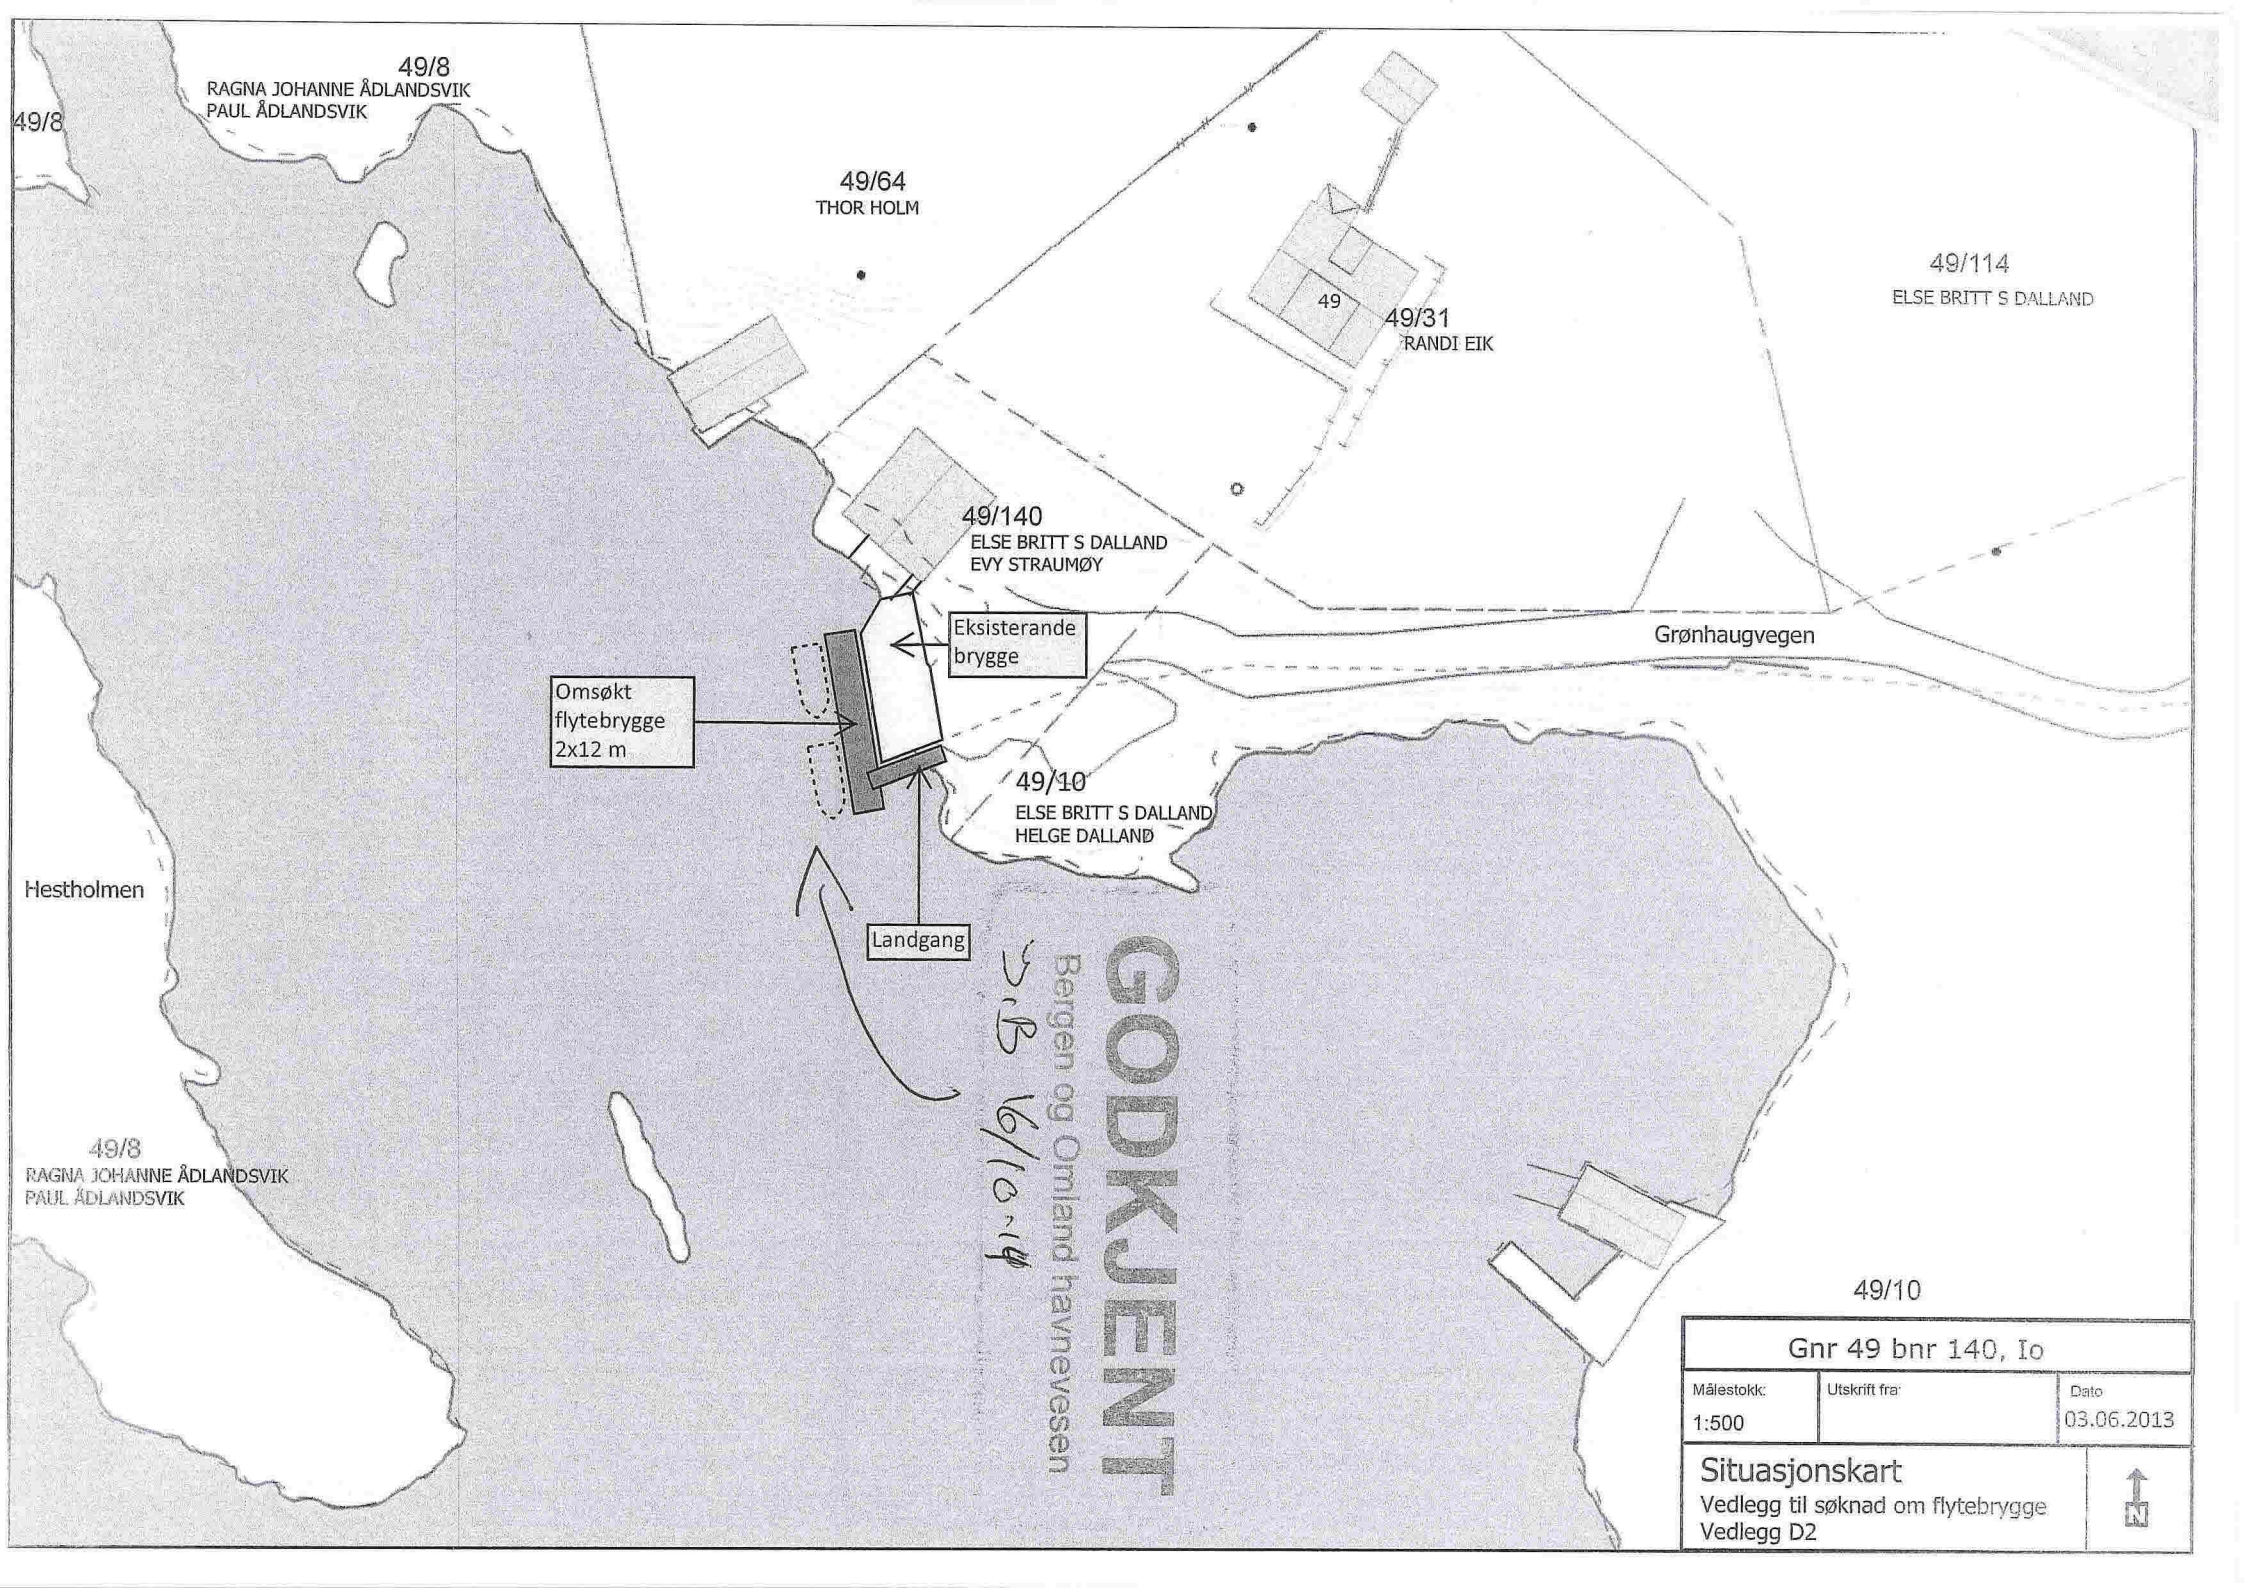 49/8
RAGNA JOHANNE ÅDLANDSVIK
PAUL ÅDLANDSVIK
49/8
49/64
THOR HOLM
49/114
ELSE BRITT S DALLAND
49
49/31
RANDI EIK
49/140
ELSE BRITT S DALLAND
EVY STRAUMØY
Eksisterande
brygge
Grønhaugvegen
Omsøkt
flytebrygge
2x12 m
49/10
ELSE BRITT S DALLAND
HELGE DALLAND
Hestholmen
Landgang
GODKJENT
Bergen og Omland havnevesen
16/10-14
49/8
RAGNA JOHANNE ÅDLANDSVIK
PAUL ÅDLANDSVIK
49/10
Gnr 49 bnr 140, Io
Målestokk:
1:500
Utskrift fra:
Dato
03.06.2013
Situasjonskart
Vedlegg til søknad om flytebrygge
Vedlegg D2
N